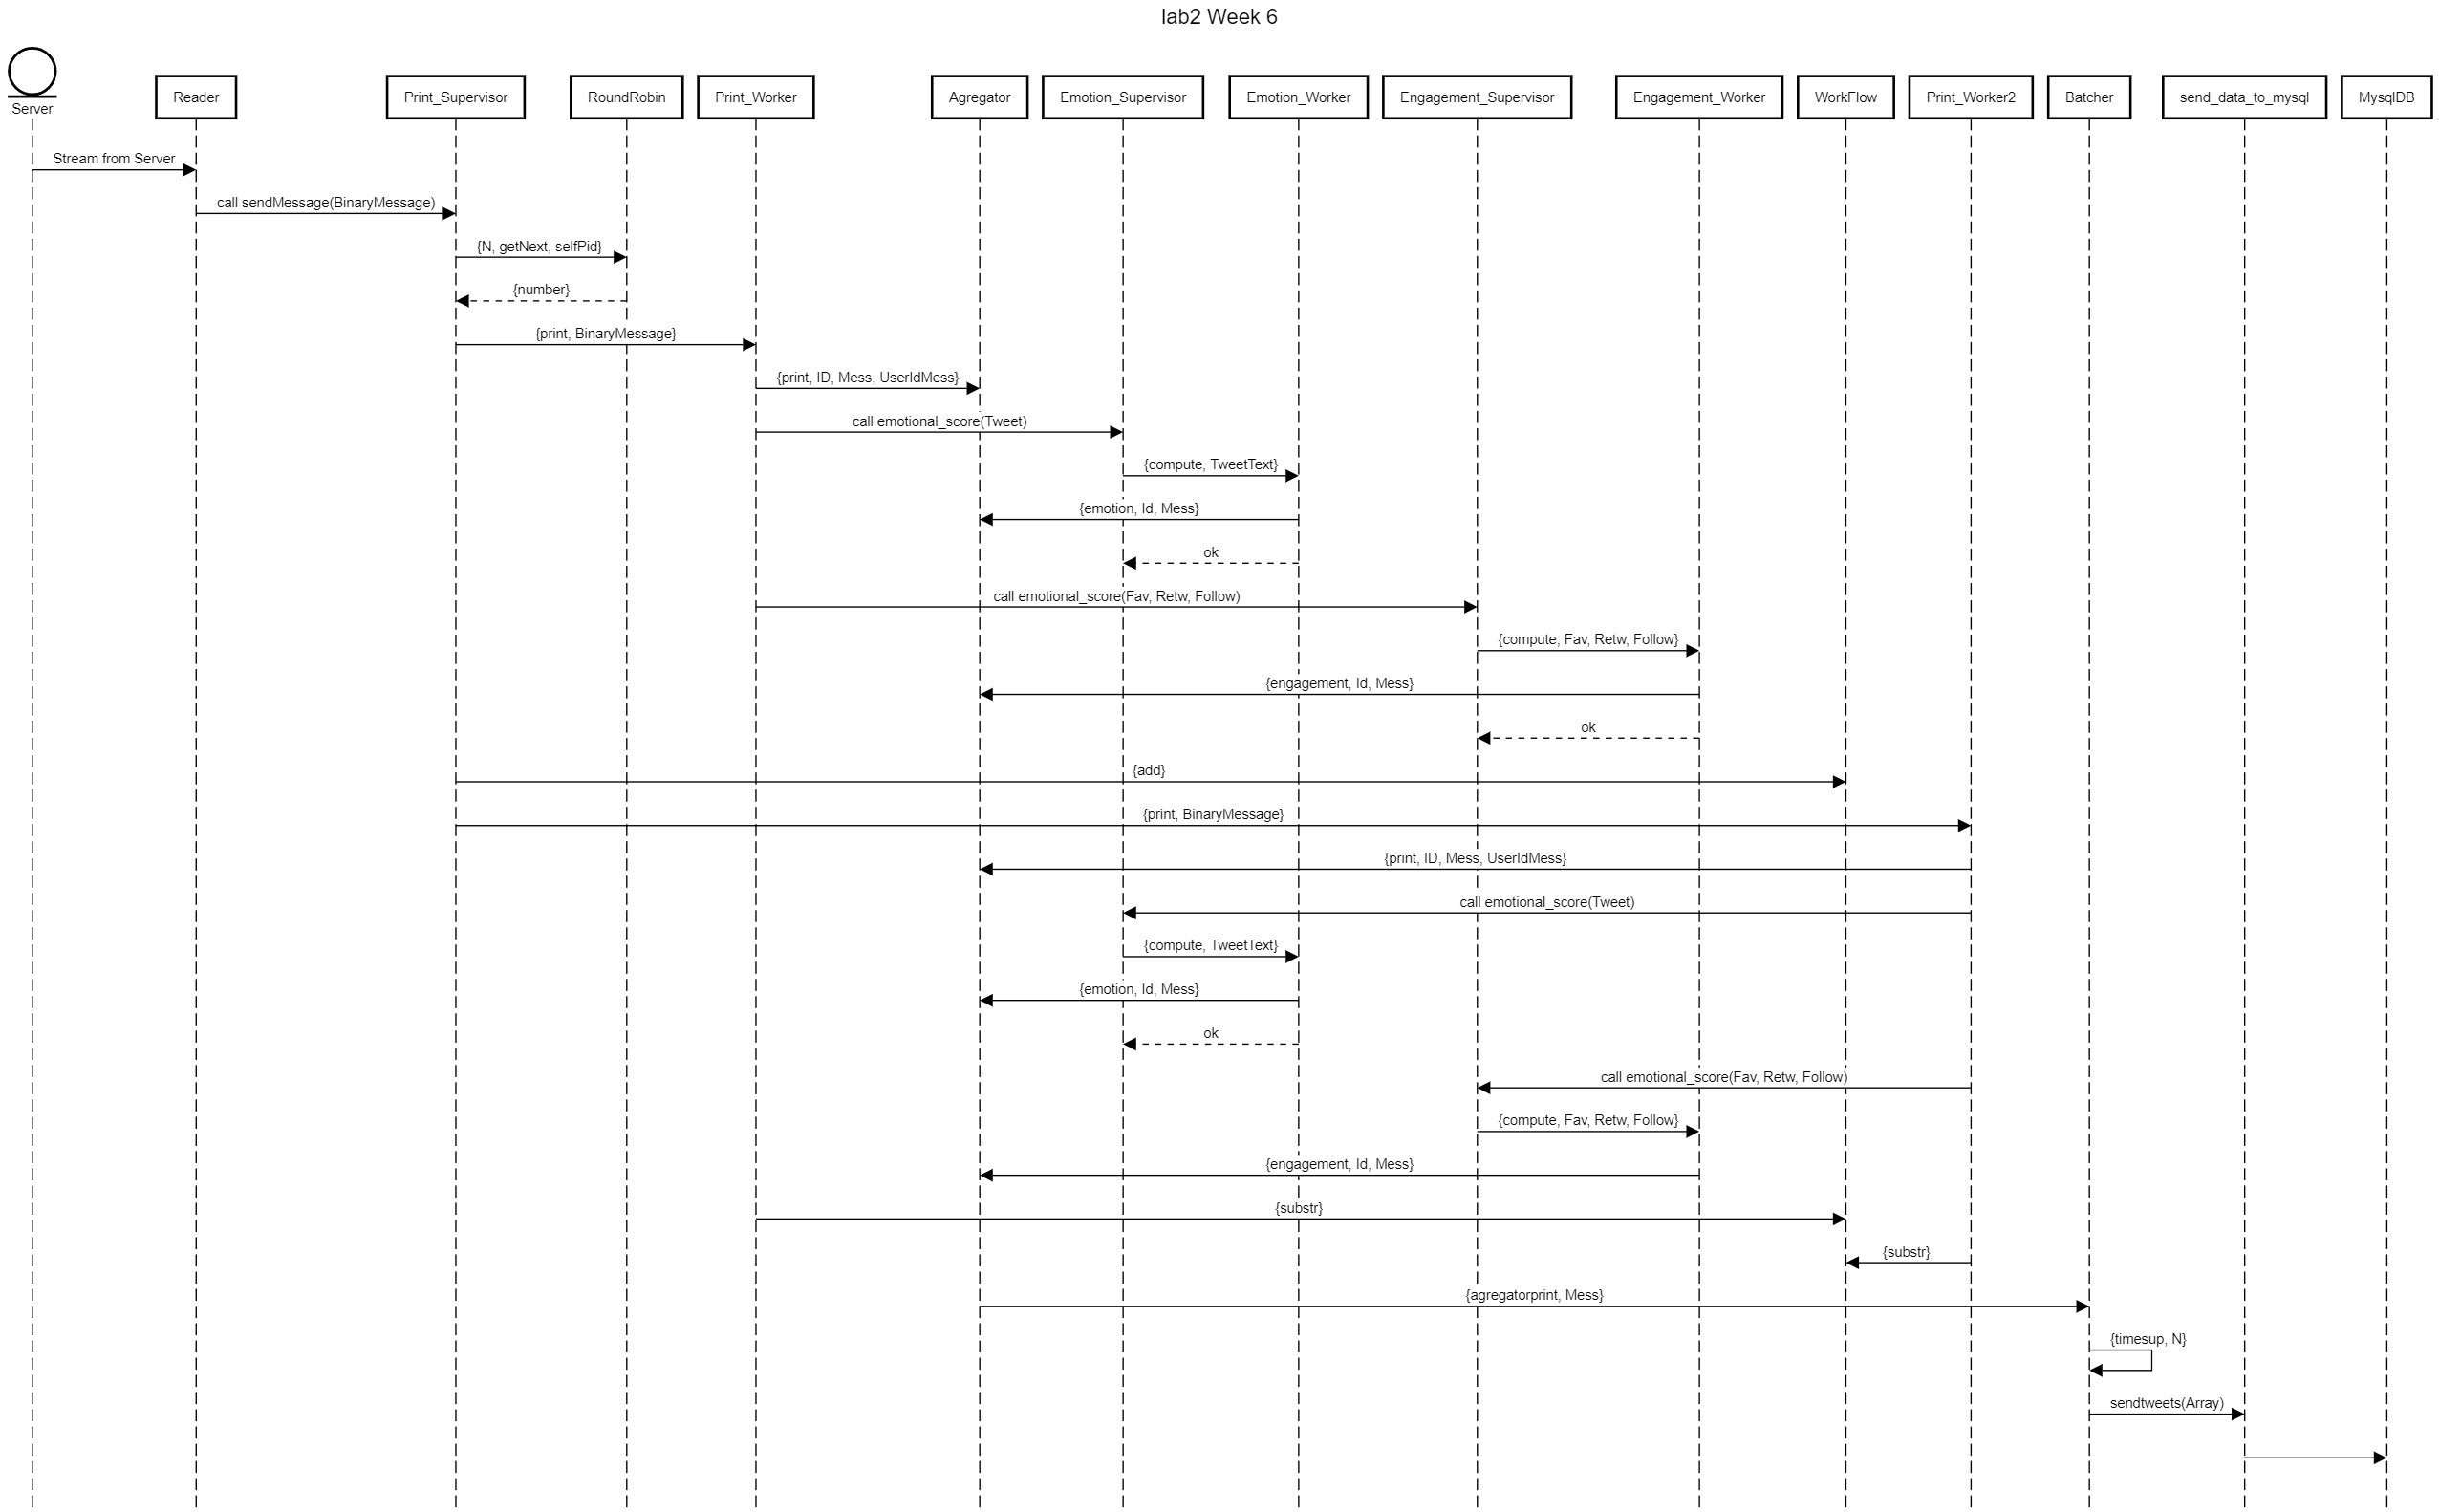 lab2 Week 6
Server
Reader
Print_Supervisor
RoundRobin
Print_Worker
Agregator
Emotion_Supervisor
Emotion_Worker
Engagement_Supervisor
Engagement_Worker
WorkFlow
Print_Worker2
Batcher
send_data_to_mysql
MysqlDB
Stream from Server
call sendMessage(BinaryMessage)
{N, getNext, selfPid}
{number}
{print, BinaryMessage}
{print, ID, Mess, UserIdMess}
call emotional_score(Tweet)
{compute, TweetText}
{emotion, Id, Mess}
ok
call emotional_score(Fav, Retw, Follow)
{compute, Fav, Retw, Follow}
{engagement, Id, Mess}
ok
{add}
{print, BinaryMessage}
{print, ID, Mess, UserIdMess}
call emotional_score(Tweet)
{compute, TweetText}
{emotion, Id, Mess}
ok
call emotional_score(Fav, Retw, Follow)
{compute, Fav, Retw, Follow}
{engagement, Id, Mess}
{substr}
{substr}
{agregatorprint, Mess}
{timesup, N}
sendtweets(Array)